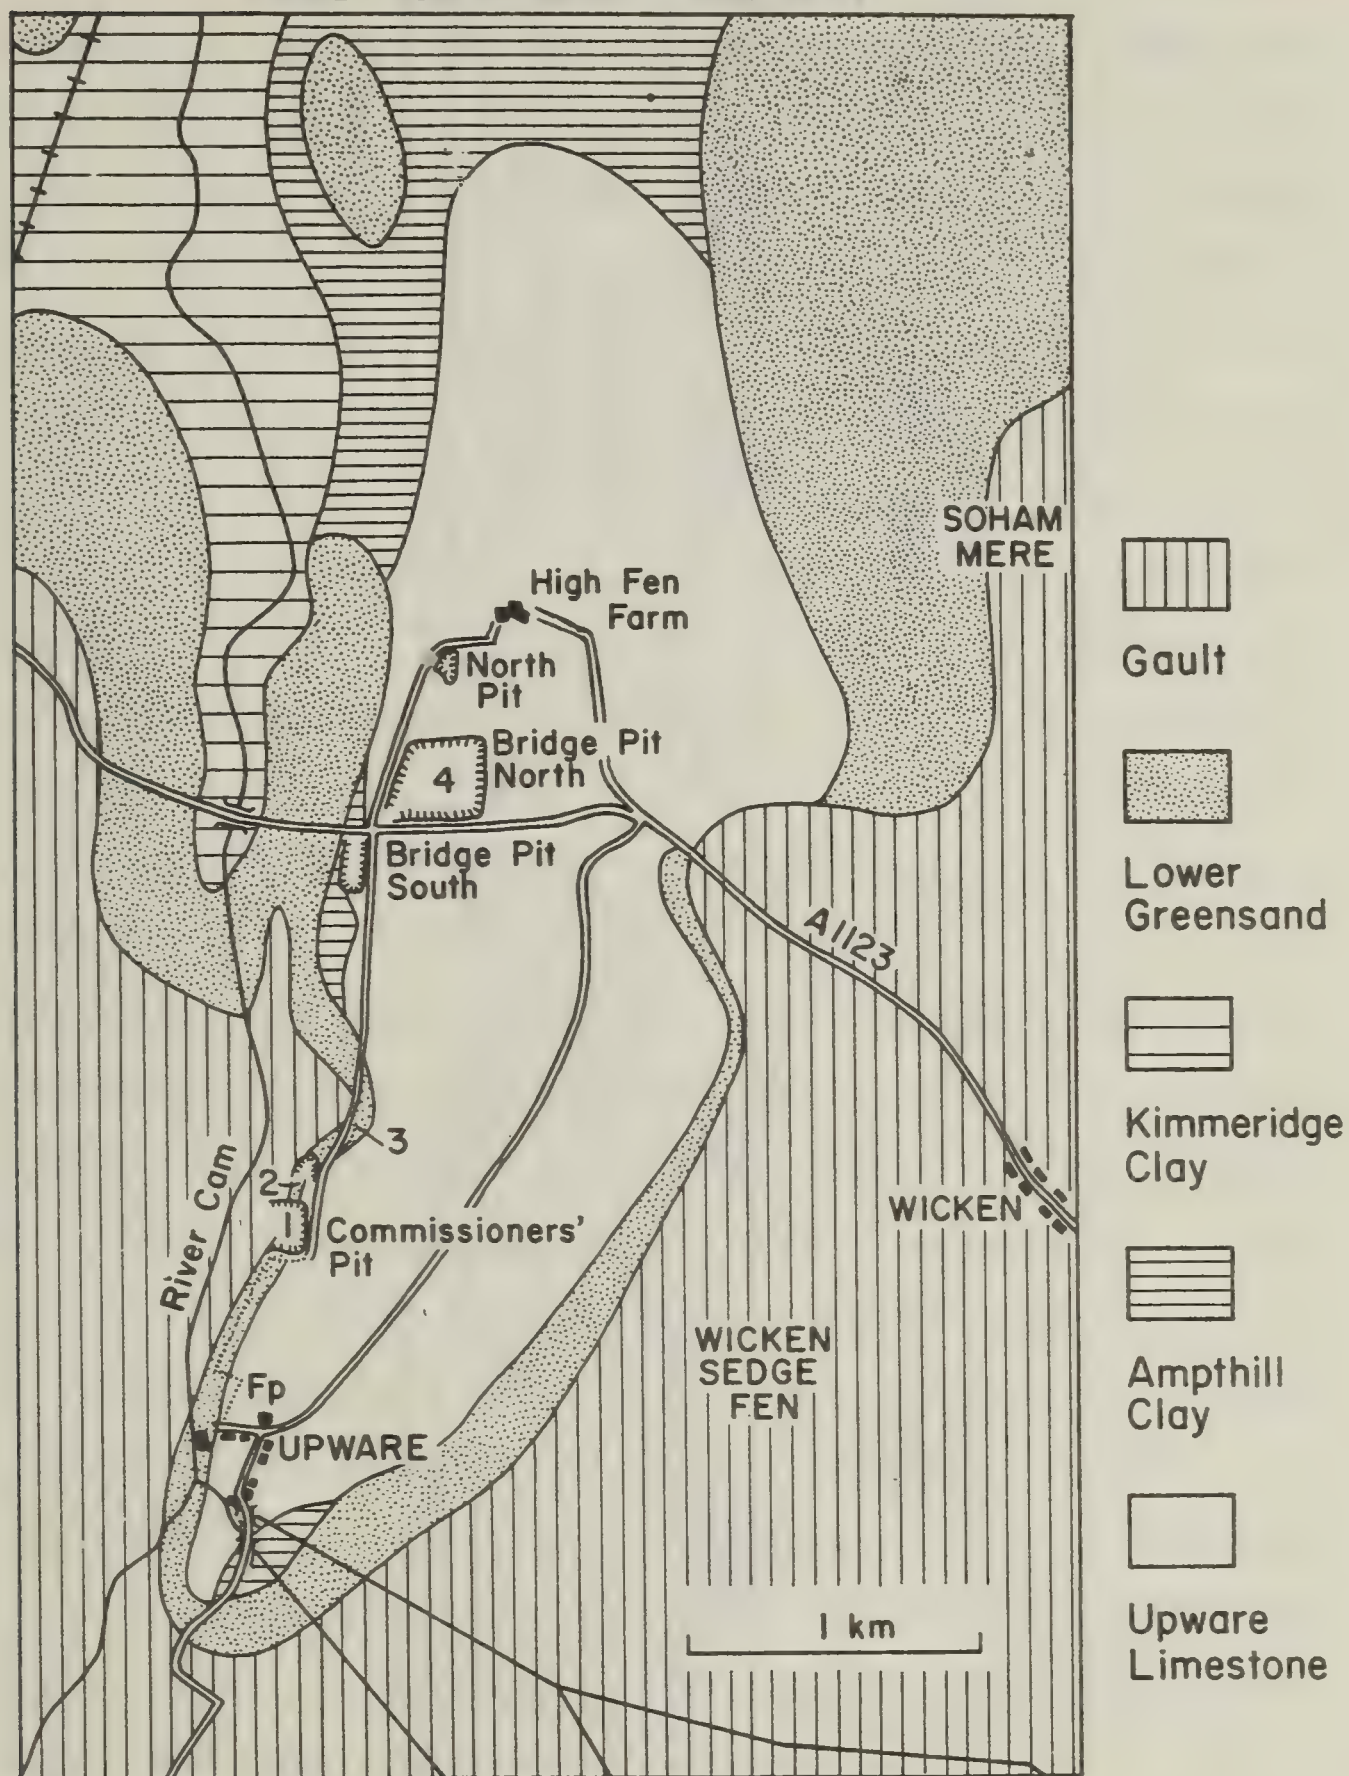 SOHAM
MERE
High Fen
Farm
North
Pit
Bridge Pit
North
4
Bridge Pit
South
A1123
3
2
1
Commissioners'
Pit
River Cam
WICKEN
WICKEN
SEDGE
FEN
Fp
UPWARE
1 km
Gault
Lower
Greensand
Kimmeridge
Clay
Ampthill
Clay
Upware
Limestone